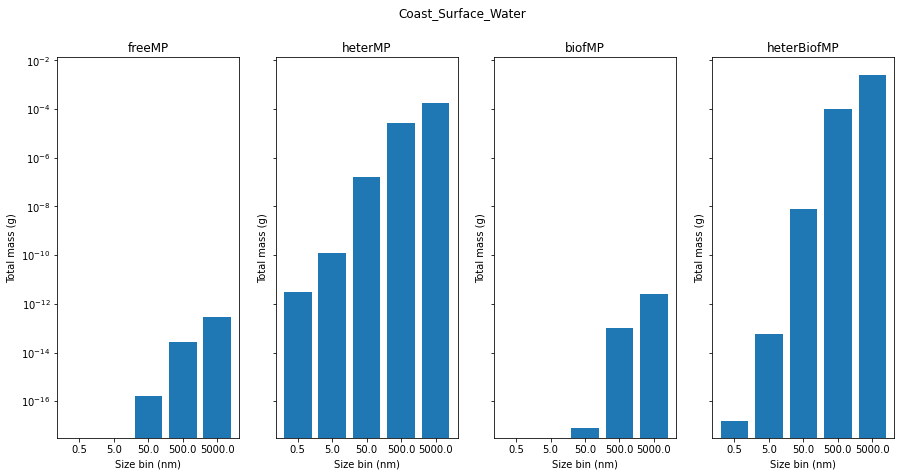 Coast_Surface_Water
freeMP
heterMP
biofMP
heterBiofMP
10⁻²
10⁻⁴
10⁻⁶
10⁻⁸
10⁻¹⁰
10⁻¹²
10⁻¹⁴
10⁻¹⁶
Total mass (g)
Total mass (g)
Total mass (g)
Total mass (g)
0.5 5.0 50.0 500.0 5000.0
0.5 5.0 50.0 500.0 5000.0
0.5 5.0 50.0 500.0 5000.0
0.5 5.0 50.0 500.0 5000.0
Size bin (nm)
Size bin (nm)
Size bin (nm)
Size bin (nm)